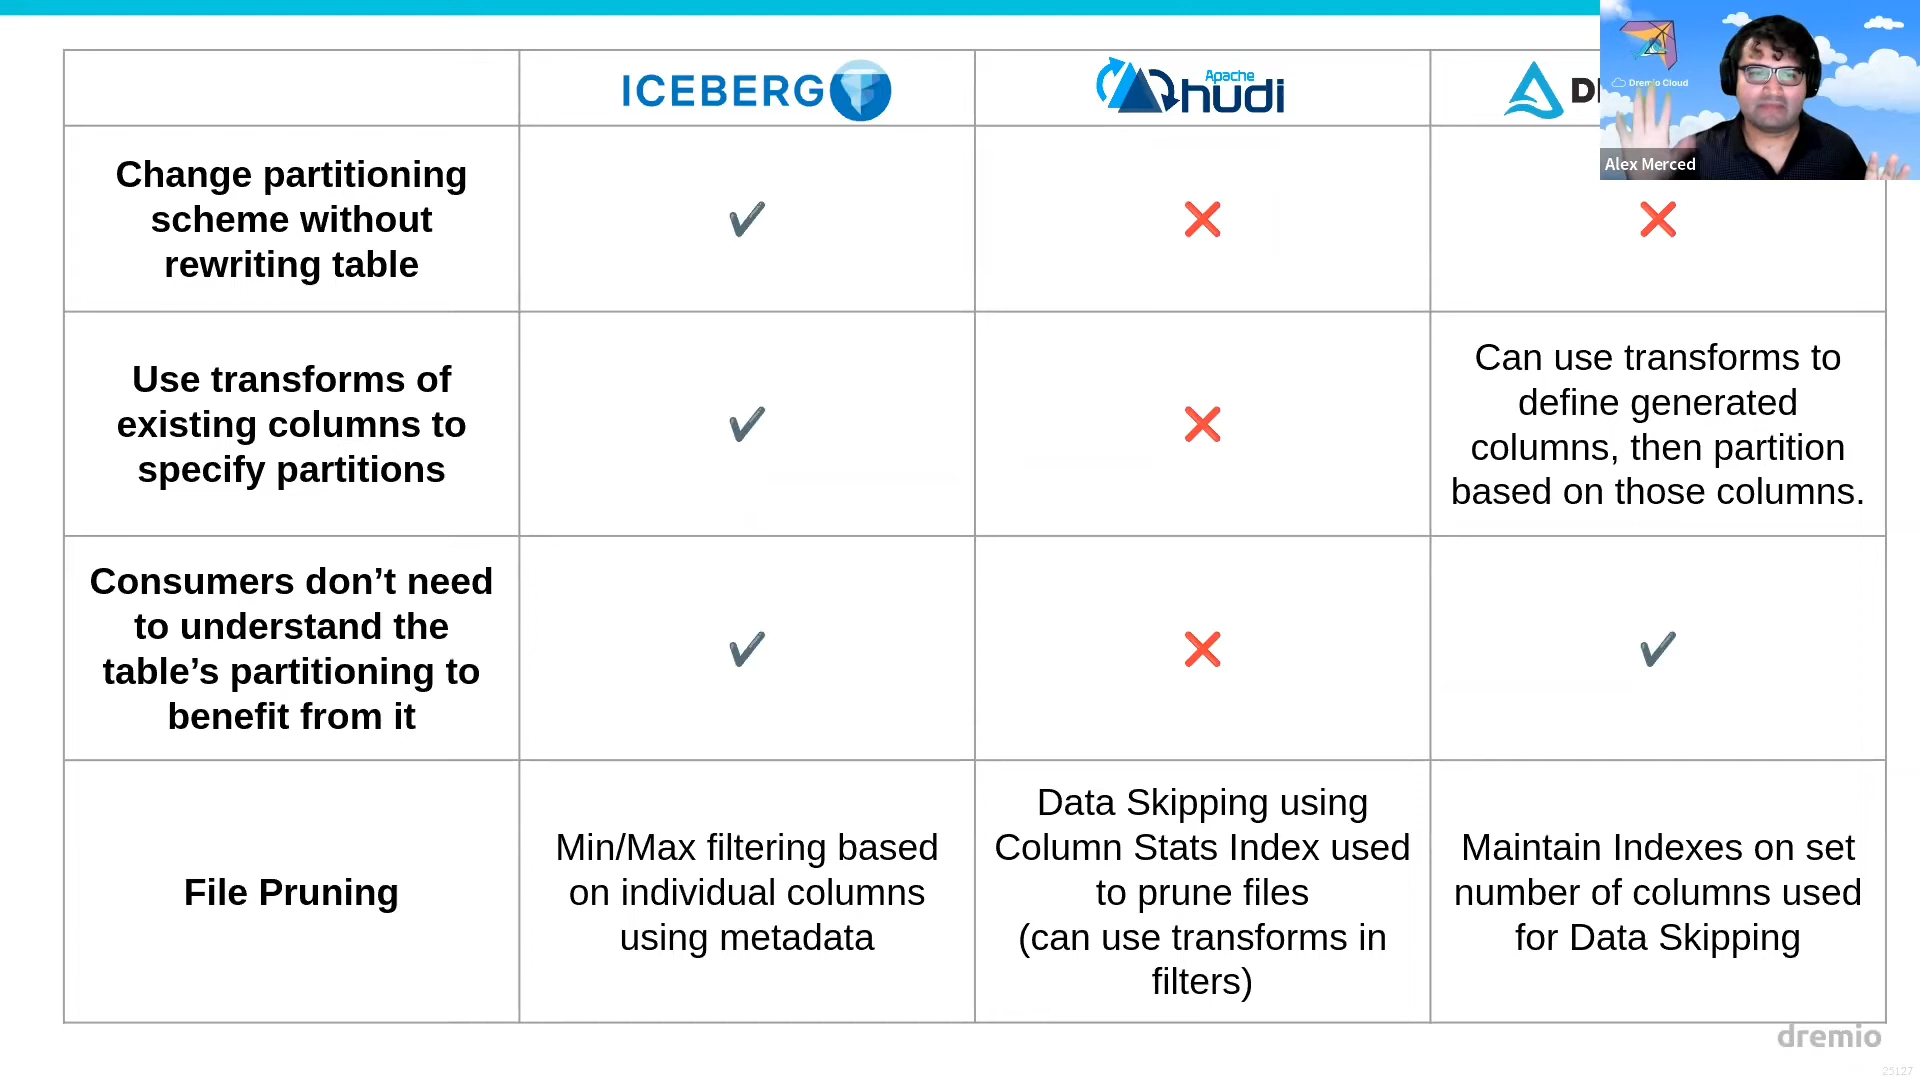 ICEBERG
Apache
hudi
Dremio Cloud
Alex Merced
Change partitioning
scheme without
rewriting table
✔
❌
❌
Use transforms of
existing columns to
specify partitions
✔
❌
Can use transforms to
define generated
columns, then partition
based on those columns.
Consumers don’t need
to understand the
table’s partitioning to
benefit from it
✔
❌
✔
File Pruning
Min/Max filtering based
on individual columns
using metadata
Data Skipping using
Column Stats Index used
to prune files
(can use transforms in
filters)
Maintain Indexes on set
number of columns used
for Data Skipping
dremio
25127